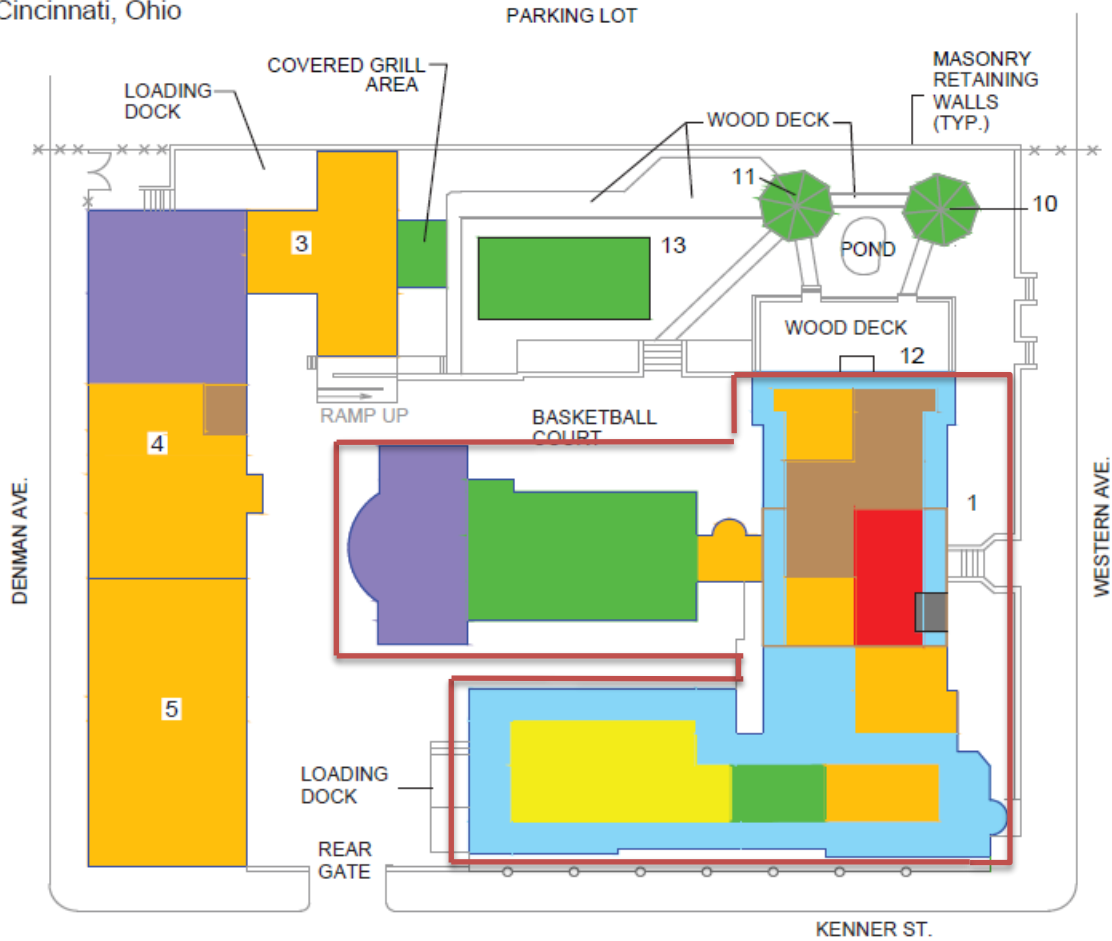 Cincinnati, Ohio
PARKING LOT
COVERED GRILL
AREA
MASONRY
RETAINING
WALLS
(TYP.)
LOADING
DOCK
WOOD DECK
11
10
3
13
POND
WOOD DECK
12
RAMP UP
BASKETBALL
COURT
4
1
DENMAN AVE.
WESTERN AVE.
5
LOADING
DOCK
REAR
GATE
KENNER ST.